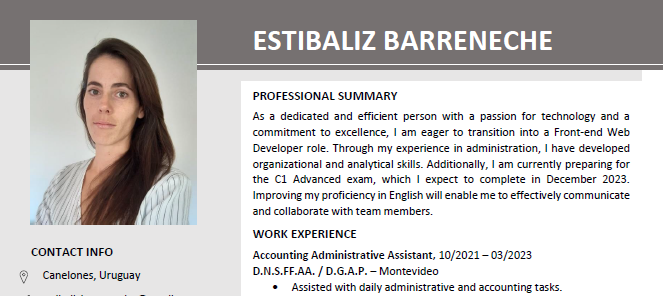 ESTIBALIZ BARRENECHE
PROFESSIONAL SUMMARY
As a dedicated and efficient person with a passion for technology and a
commitment to excellence, I am eager to transition into a Front-end Web
Developer role. Through my experience in administration, I have developed
organizational and analytical skills. Additionally, I am currently preparing for
the C1 Advanced exam, which I expect to complete in December 2023.
Improving my proficiency in English will enable me to effectively communicate
and collaborate with team members.
WORK EXPERIENCE
Accounting Administrative Assistant, 10/2021 – 03/2023
D.N.S.FF.AA. / D.G.A.P. – Montevideo
• Assisted with daily administrative and accounting tasks.
CONTACT INFO
Canelones, Uruguay